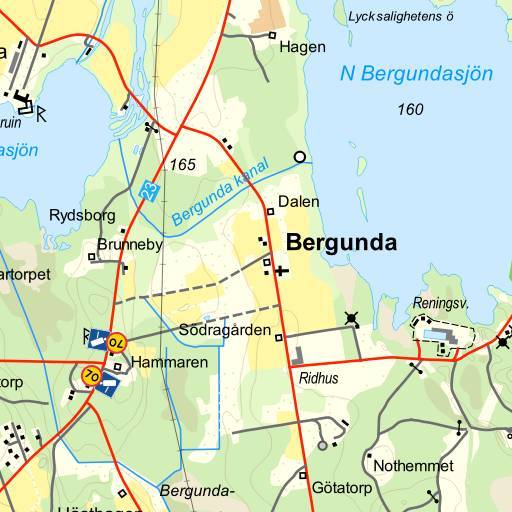 Lycksalighetens ö
Hagen
N Bergundasjön
a
160
ruin
asjön
165
23
Bergunda kanal
Dalen
Rydsborg
Brunneby
Bergunda
artorpet
Reningsv.
70
Södragården
Hammaren
Ridhus
70
torp
Nothemmet
Götatorp
Bergunda-